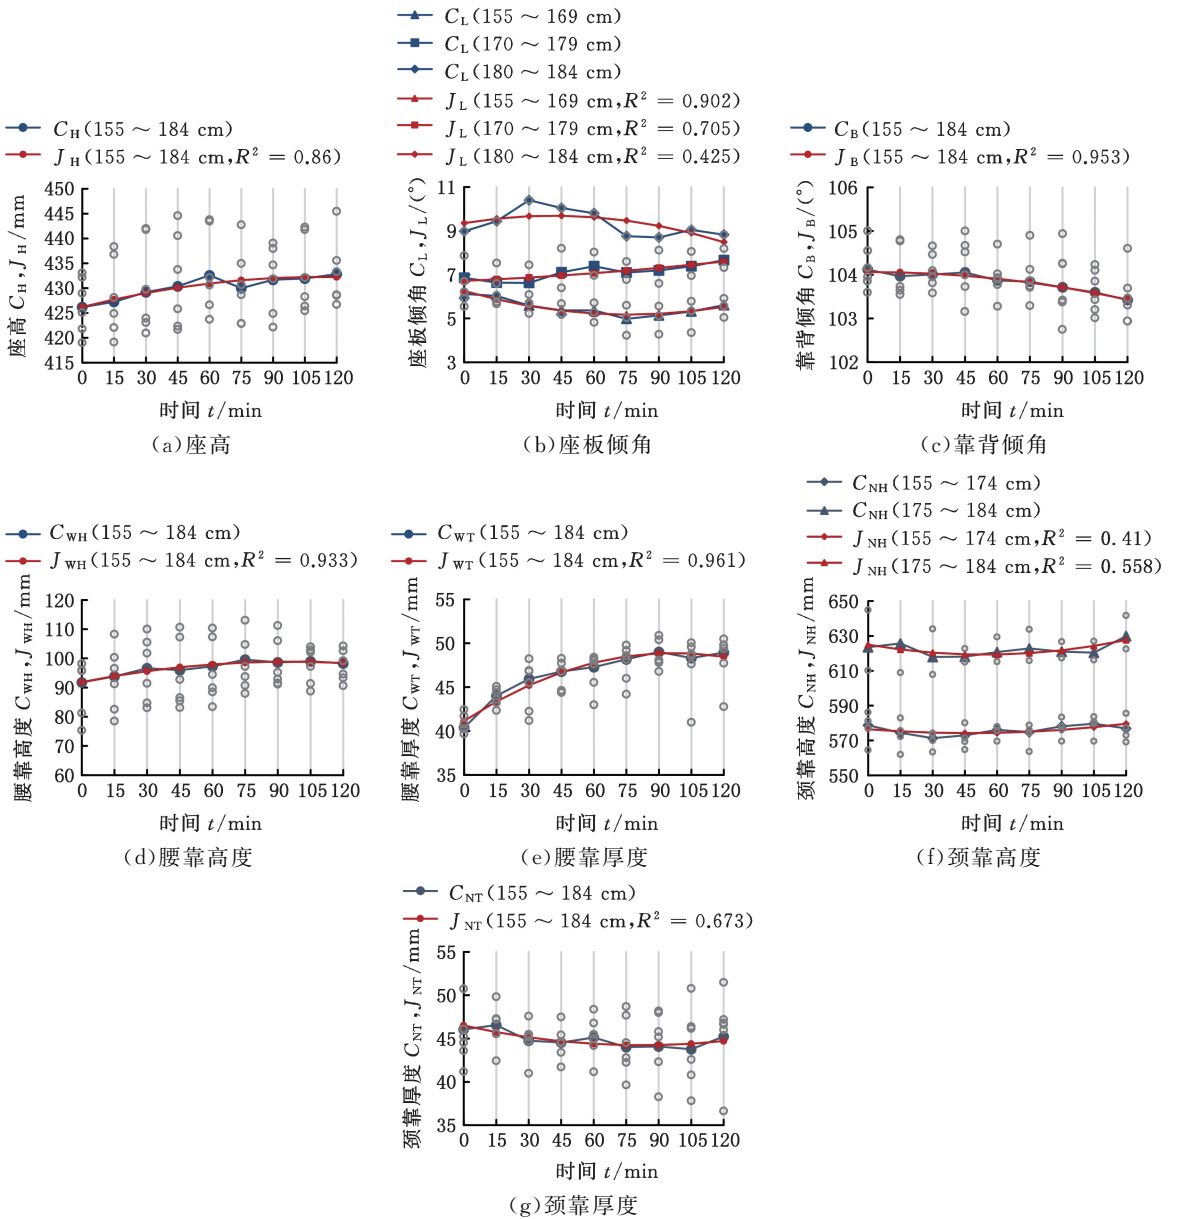 C_L(155 ～ 169 cm)
C_L(170 ～ 179 cm)
C_L(180 ～ 184 cm)
J_L(155 ～ 169 cm,R² = 0.902)
J_L(170 ～ 179 cm,R² = 0.705)
J_L(180 ～ 184 cm,R² = 0.425)
C_H(155 ～ 184 cm)
J_H(155 ～ 184 cm,R² = 0.86)
C_B(155 ～ 184 cm)
J_B(155 ～ 184 cm,R² = 0.953)
座高 C_H,J_H/mm
450
445
440
435
430
425
420
415
0 15 30 45 60 75 90 105 120
时间 t/min
(a)座高
座板倾角 C_L,J_L/(°)
11
9
7
5
3
0 15 30 45 60 75 90 105 120
时间 t/min
(b)座板倾角
靠背倾角 C_B,J_B/(°)
106
105
104
103
102
0 15 30 45 60 75 90 105 120
时间 t/min
(c)靠背倾角
C_WH(155 ～ 184 cm)
J_WH(155 ～ 184 cm,R² = 0.933)
腰靠高度 C_WH,J_WH/mm
120
110
100
90
80
70
60
0 15 30 45 60 75 90 105 120
时间 t/min
(d)腰靠高度
C_WT(155 ～ 184 cm)
J_WT(155 ～ 184 cm,R² = 0.961)
腰靠厚度 C_WT,J_WT/mm
55
50
45
40
35
0 15 30 45 60 75 90 105 120
时间 t/min
(e)腰靠厚度
C_NH(155 ～ 174 cm)
C_NH(175 ～ 184 cm)
J_NH(155 ～ 174 cm,R² = 0.41)
J_NH(175 ～ 184 cm,R² = 0.558)
颈靠高度 C_NH,J_NH/mm
650
630
610
590
570
550
0 15 30 45 60 75 90 105 120
时间 t/min
(f)颈靠高度
C_NT(155 ～ 184 cm)
J_NT(155 ～ 184 cm,R² = 0.673)
颈靠厚度 C_NT,J_NT/mm
55
50
45
40
35
0 15 30 45 60 75 90 105 120
时间 t/min
(g)颈靠厚度